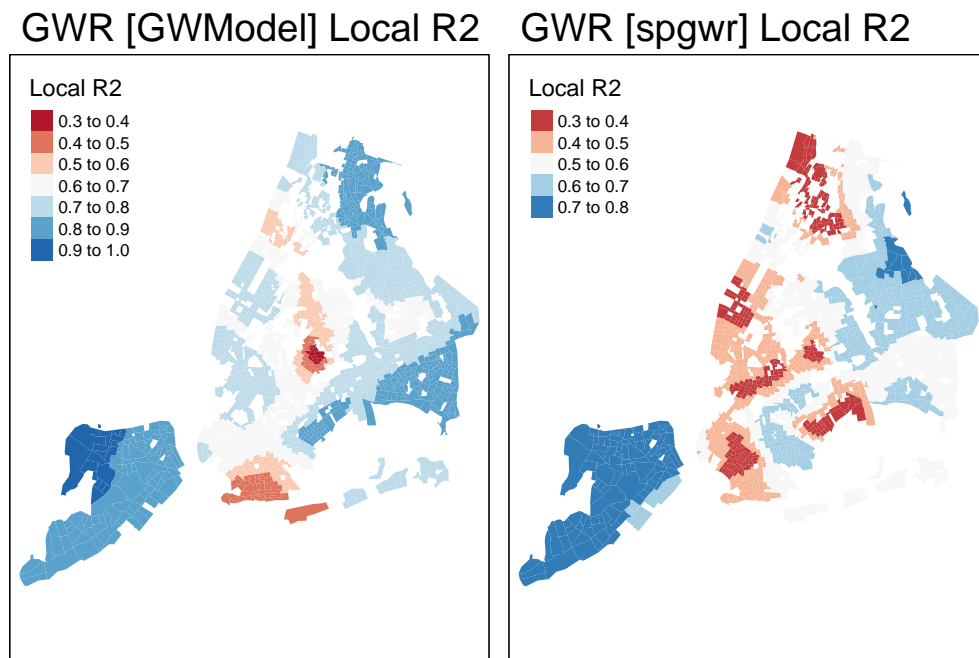 GWR [GWModel] Local R2
Local R2
0.3 to 0.4
0.4 to 0.5
0.5 to 0.6
0.6 to 0.7
0.7 to 0.8
0.8 to 0.9
0.9 to 1.0
GWR [spgwr] Local R2
Local R2
0.3 to 0.4
0.4 to 0.5
0.5 to 0.6
0.6 to 0.7
0.7 to 0.8